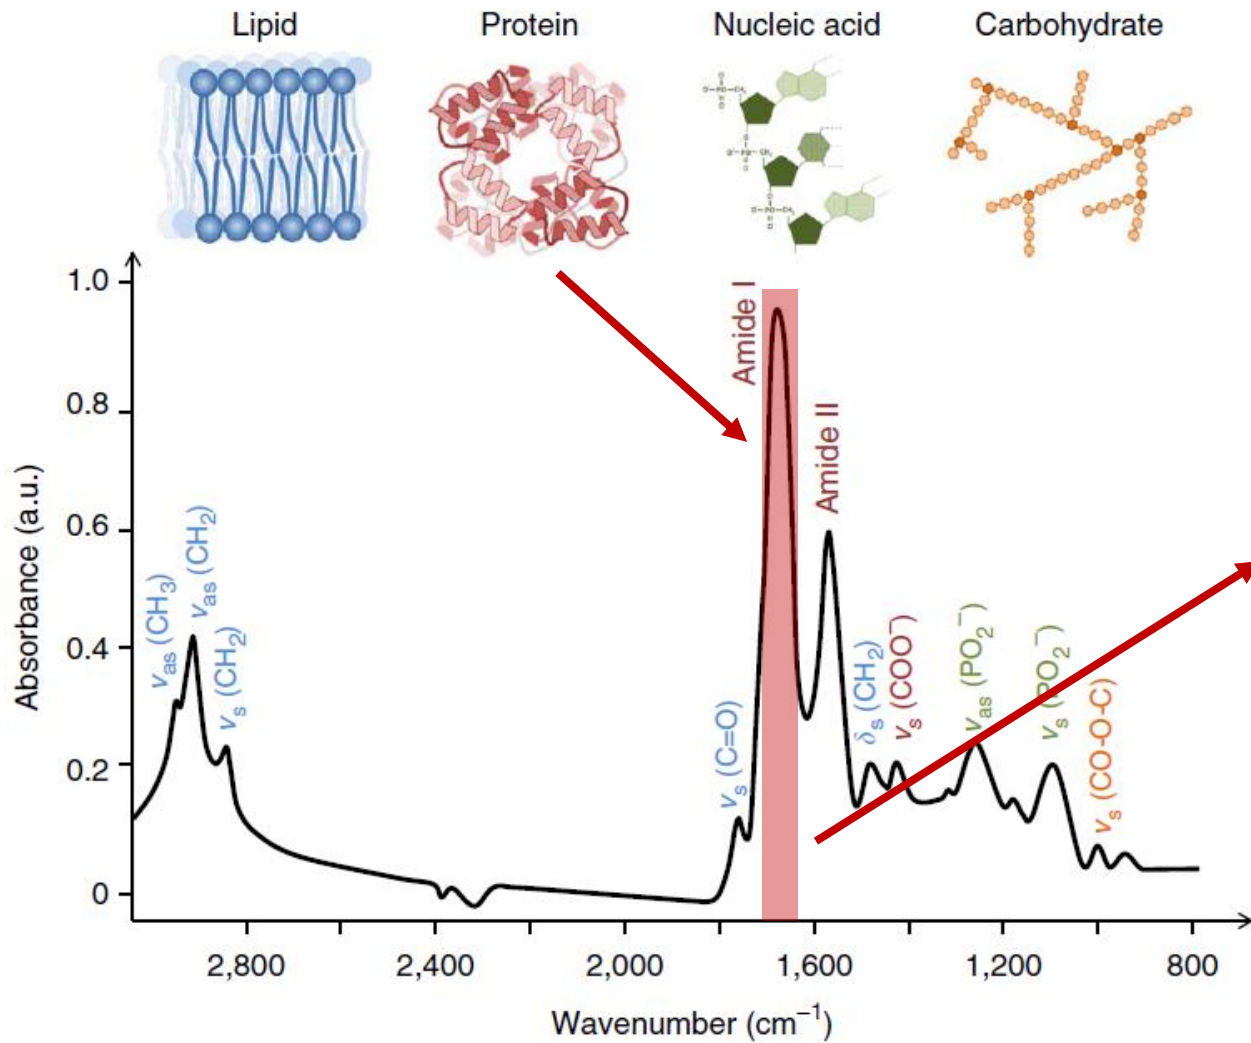 Lipid
Protein
Nucleic acid
Carbohydrate
1.0
0.8
0.6
0.4
0.2
0
Absorbance (a.u.)
νas (CH3)
νas (CH2)
νs (CH2)
νs (C=O)
Amide I
Amide II
δs (CH2)
νs (COO−)
νas (PO2−)
νs (PO2−)
νs (CO-O-C)
2,800
2,400
2,000
1,600
1,200
800
Wavenumber (cm−1)